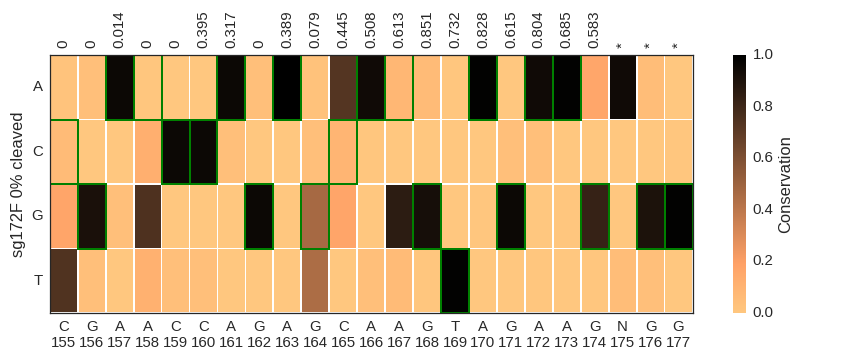 0 0 0.014 0 0 0.395 0.317 0 0.389 0.079 0.445 0.508 0.613 0.851 0.732 0.828 0.615 0.804 0.685 0.583 * * *
sg172F 0% cleaved
A
C
G
T
C G A A C C A G A G C A A G T A G A A G N G G
155 156 157 158 159 160 161 162 163 164 165 166 167 168 169 170 171 172 173 174 175 176 177
1.0
0.8
0.6
0.4
0.2
0.0
Conservation